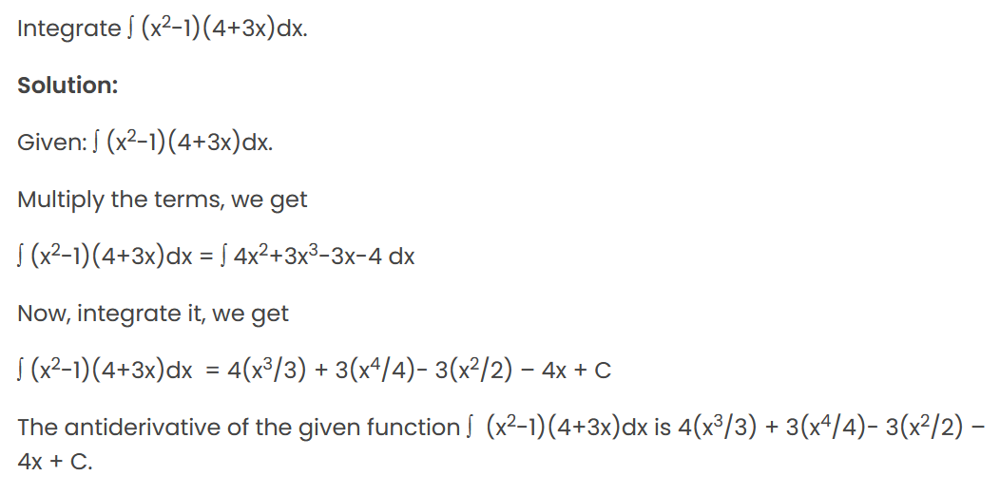 Integrate ∫ (x²−1)(4+3x)dx.
Solution:
Given: ∫ (x²−1)(4+3x)dx.
Multiply the terms, we get
∫ (x²−1)(4+3x)dx = ∫ 4x²+3x³−3x−4 dx
Now, integrate it, we get
∫ (x²−1)(4+3x)dx = 4(x³/3) + 3(x⁴/4)− 3(x²/2) – 4x + C
The antiderivative of the given function ∫ (x²−1)(4+3x)dx is 4(x³/3) + 3(x⁴/4)− 3(x²/2) –
4x + C.